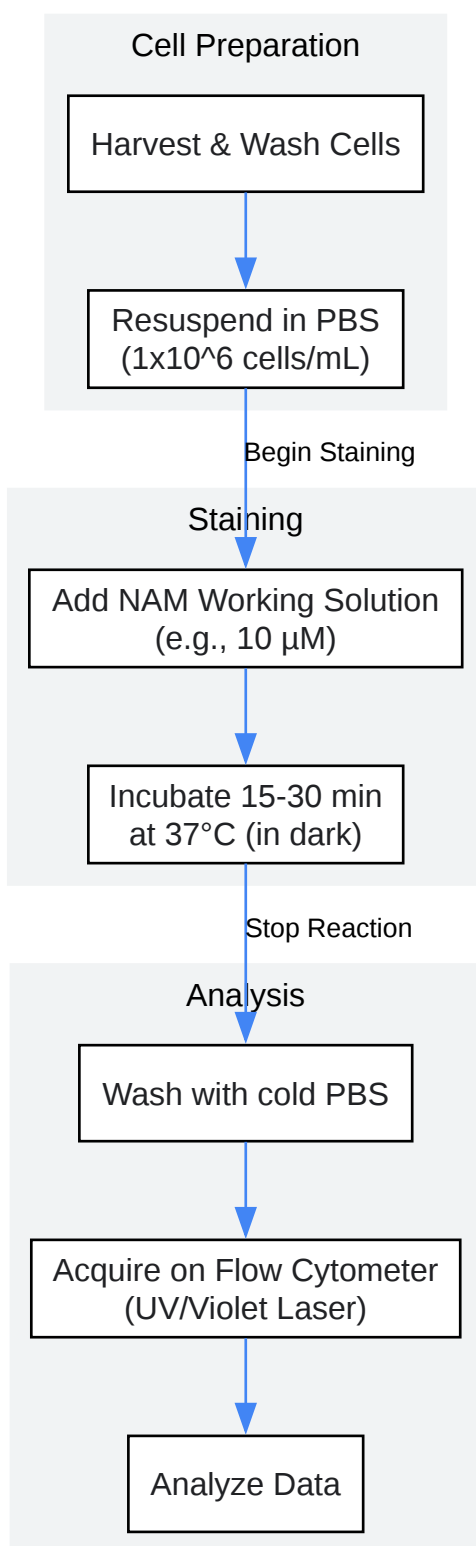 Cell Preparation
Harvest & Wash Cells
Resuspend in PBS
(1x10^6 cells/mL)
Begin Staining
Staining
Add NAM Working Solution
(e.g., 10 µM)
Incubate 15-30 min
at 37°C (in dark)
Stop Reaction
Analysis
Wash with cold PBS
Acquire on Flow Cytometer
(UV/Violet Laser)
Analyze Data